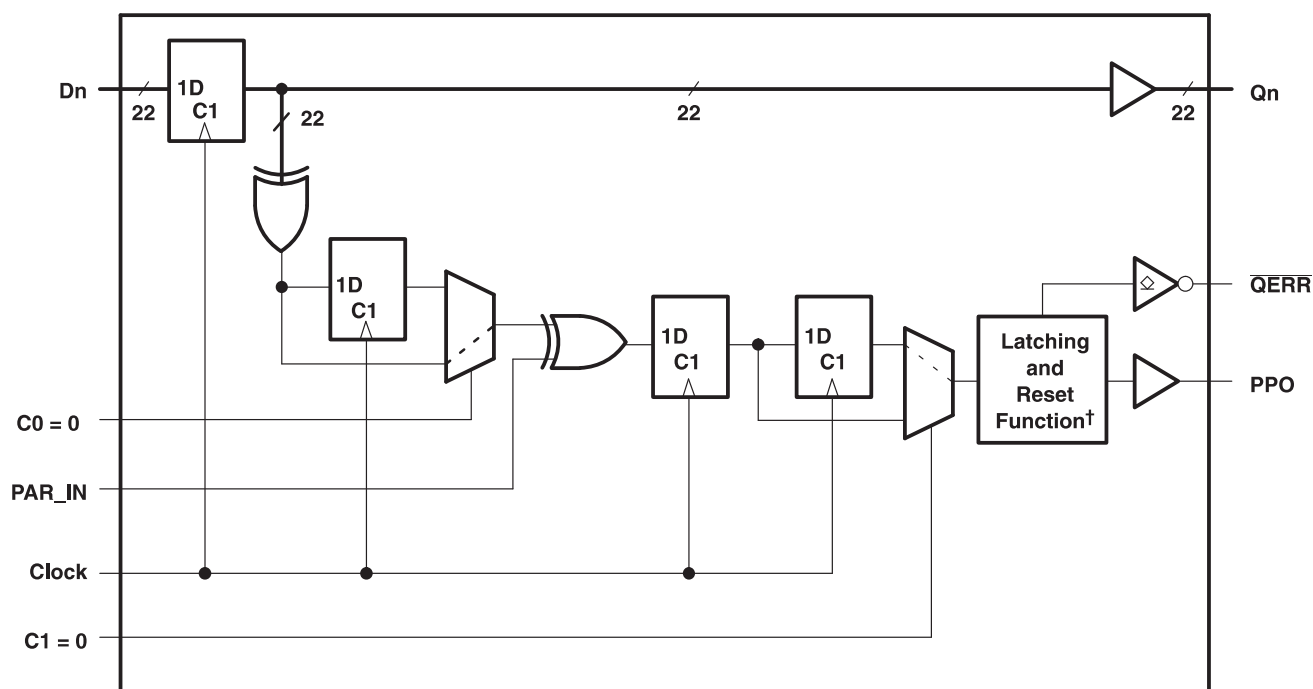 Dn
22
1D
C1
22
22
22
Qn
1D
C1
QERR
1D
C1
1D
C1
Latching
and
Reset
Function†
PPO
C0 = 0
PAR_IN
Clock
C1 = 0